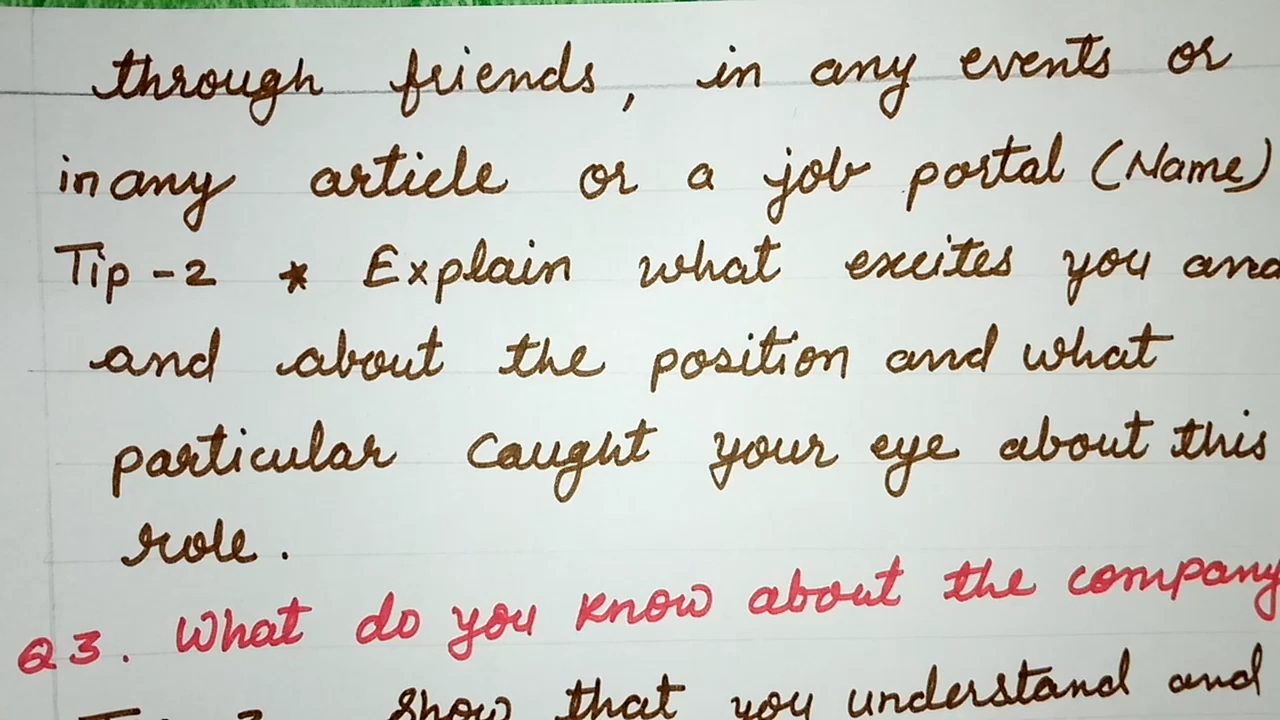 through friends, in any events or
in any article or a job portal (Name)
Tip-2 * Explain what excites you and
and about the position and what
particular caught your eye about this
role.
Q3. What do you know about the company
show that you understand and